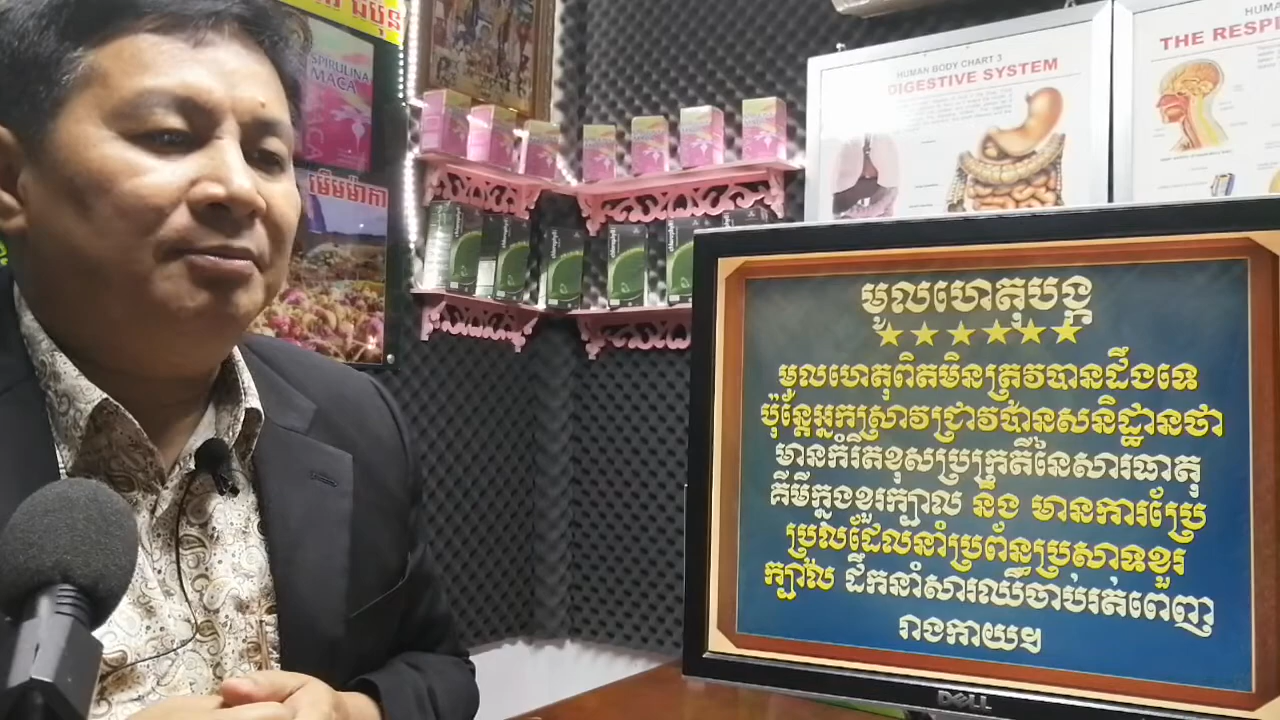 SPIRULINA
MACA
មើមម៉ាកា
HUMAN BODY CHART 3
DIGESTIVE SYSTEM
THE RESPI
មូលហេតុបង្ក
មូលហេតុពិតមិនត្រូវបានដឹងទេ
ប៉ុន្តែអ្នកស្រាវជ្រាវបានសនិដ្ឋានថា
មានកំរិតខុសប្រក្រតីនៃសារធាតុ
គីមីក្នុងខួរក្បាល និង មានការប្រែ
ប្រួលដែលនាំប្រព័ន្ធប្រសាទខួរ
ក្បាល ដឹកនាំសារឈឺចាប់រត់ពេញ
រាងកាយ។
DELL